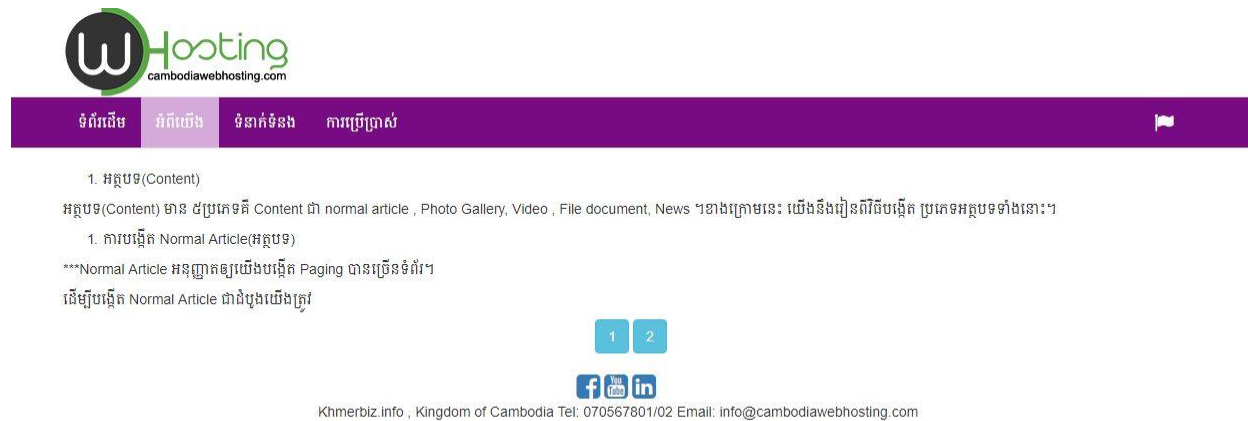 WHosting
cambodiawebhosting.com
ទំព័រដើម អំពីយើង ទំនាក់ទំនង ការប្រើប្រាស់
1. អត្ថបទ(Content)
អត្ថបទ(Content) មាន ៥ប្រភេទគឺ Content ជា normal article , Photo Gallery, Video , File document, News ។ខាងក្រោមនេះ យើងនឹងរៀនពីវិធីបង្កើត ប្រភេទអត្ថបទទាំងនោះ។
1. ការបង្កើត Normal Article(អត្ថបទ)
***Normal Article អនុញ្ញាតឲ្យយើងបង្កើត Paging បានច្រើនទំព័រ។
ដើម្បីបង្កើត Normal Article ជាដំបូងយើងត្រូវ
1 2
f You Tube in
Khmerbiz.info , Kingdom of Cambodia Tel: 070567801/02 Email: info@cambodiawebhosting.com